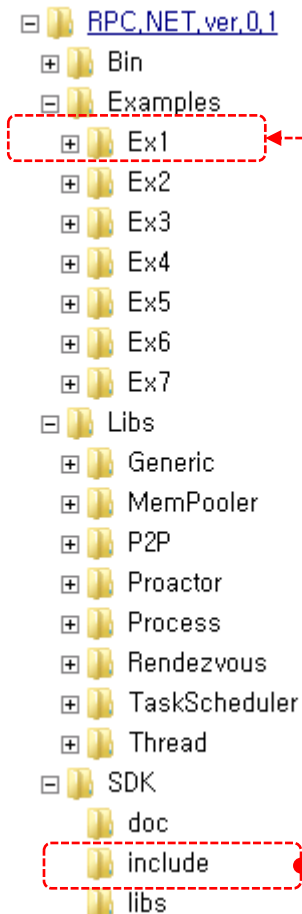 RPC,NET,ver,0,1
Bin
Examples
Ex1
Ex2
Ex3
Ex4
Ex5
Ex6
Ex7
Libs
Generic
MemPooler
P2P
Proactor
Process
Rendezvous
TaskScheduler
Thread
SDK
doc
include
libs